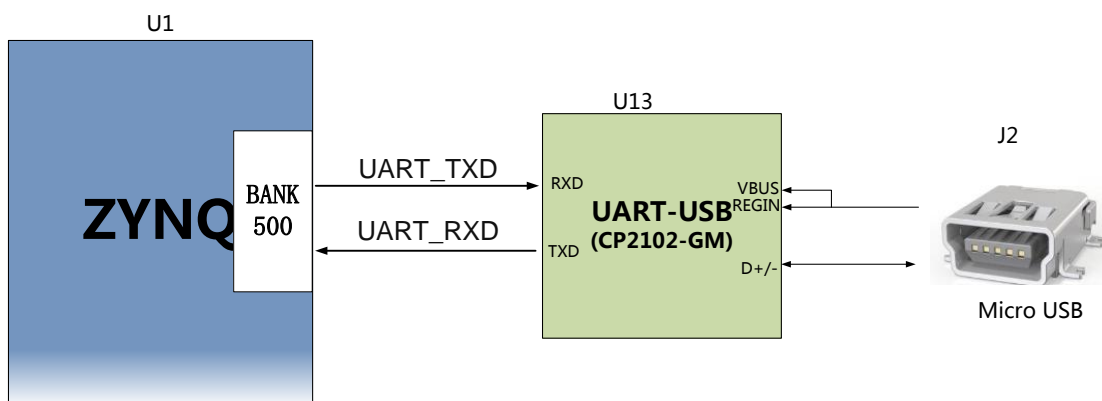 U1
U13
J2
ZYNQ
BANK
500
UART_TXD
UART_RXD
RXD
TXD
UART-USB
(CP2102-GM)
VBUS
REGIN
D+/-
Micro USB